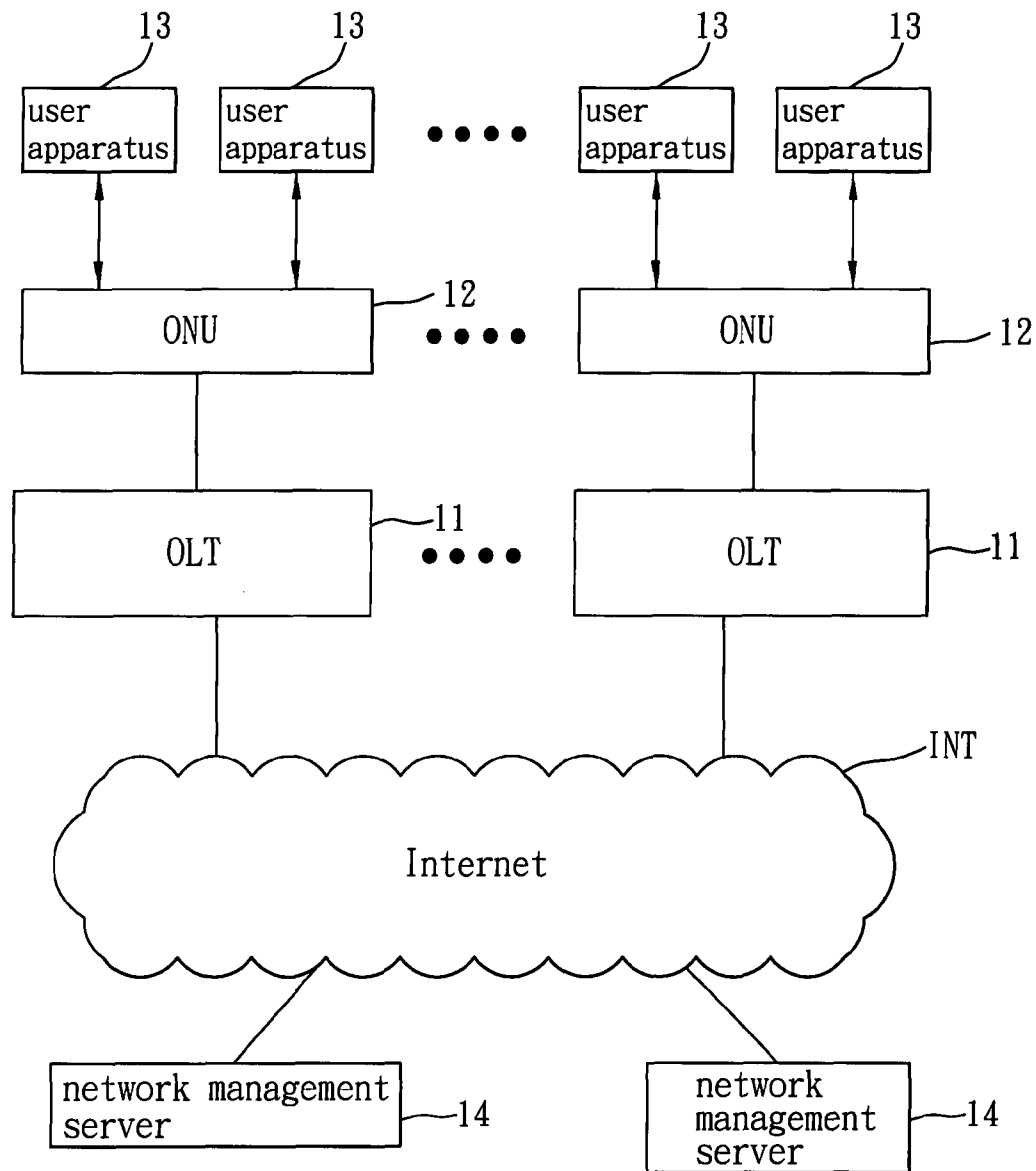 13 13 13 13
user apparatus
user apparatus
user apparatus
user apparatus
ONU
12
ONU
12
OLT
11
OLT
11
INT
Internet
network management
server
14
network
management
server
14